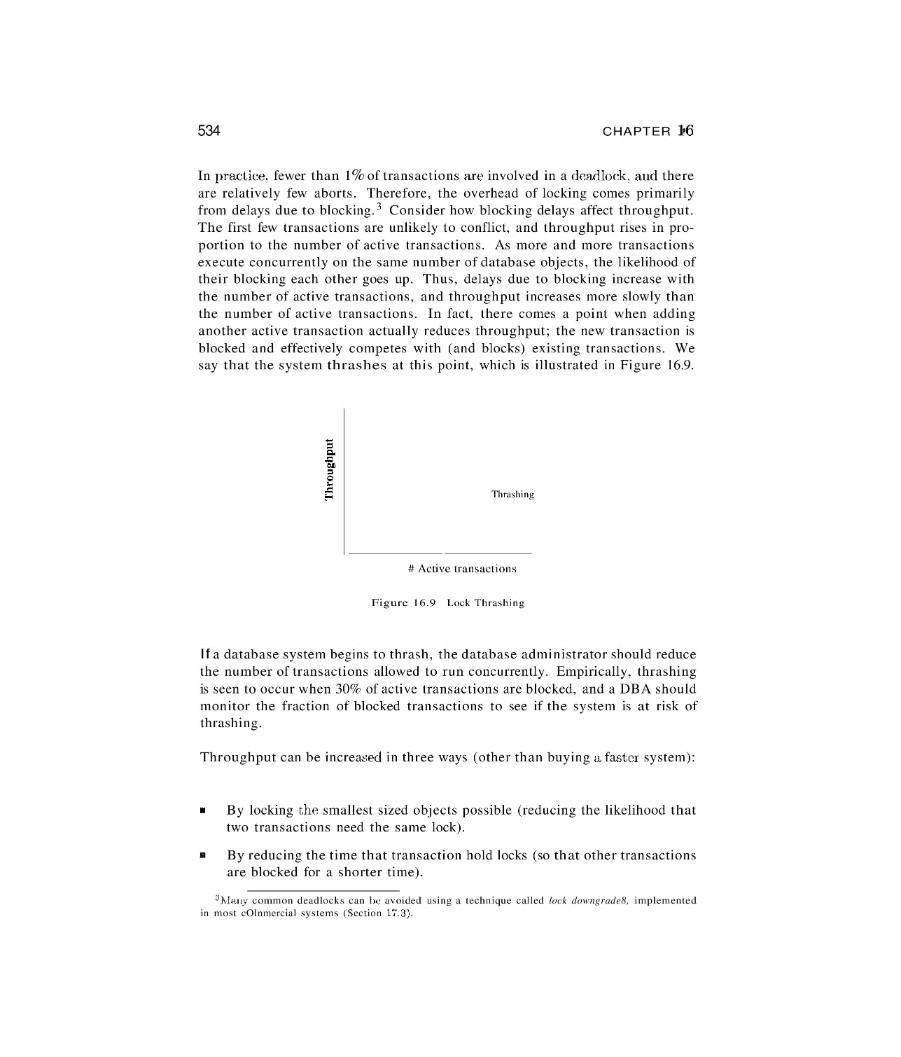 534
CHAPTER 16
In practice, fewer than 1% of transactions are involved in a deadlock, and there
are relatively few aborts. Therefore, the overhead of locking comes primarily
from delays due to blocking.3 Consider how blocking delays affect throughput.
The first few transactions are unlikely to conflict, and throughput rises in pro-
portion to the number of active transactions. As more and more transactions
execute concurrently on the same number of database objects, the likelihood of
their blocking each other goes up. Thus, delays due to blocking increase with
the number of active transactions, and throughput increases more slowly than
the number of active transactions. In fact, there comes a point when adding
another active transaction actually reduces throughput; the new transaction is
blocked and effectively competes with (and blocks) existing transactions. We
say that the system thrashes at this point, which is illustrated in Figure 16.9.
Throughput
Thrashing
# Active transactions
Figure 16.9 Lock Thrashing
If a database system begins to thrash, the database administrator should reduce
the number of transactions allowed to run concurrently. Empirically, thrashing
is seen to occur when 30% of active transactions are blocked, and a DBA should
monitor the fraction of blocked transactions to see if the system is at risk of
thrashing.
Throughput can be increased in three ways (other than buying a faster system):
■ By locking the smallest sized objects possible (reducing the likelihood that
two transactions need the same lock).
■ By reducing the time that transaction hold locks (so that other transactions
are blocked for a shorter time).
3Many common deadlocks can be avoided using a technique called lock downgrade8, implemented
in most cOlnmercial systems (Section 17.3).